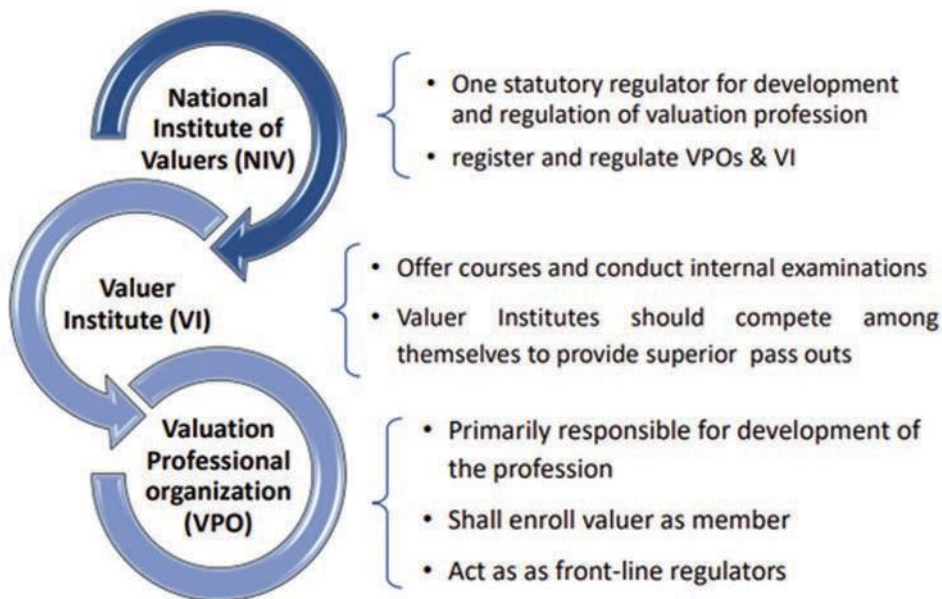 National
Institute of
Valuers (NIV)
• One statutory regulator for development
and regulation of valuation profession
• register and regulate VPOs & VI
Valuer
Institute (VI)
• Offer courses and conduct internal examinations
• Valuer Institutes should compete among
themselves to provide superior pass outs
Valuation
Professional
organization
(VPO)
• Primarily responsible for development of
the profession
• Shall enroll valuer as member
• Act as as front-line regulators